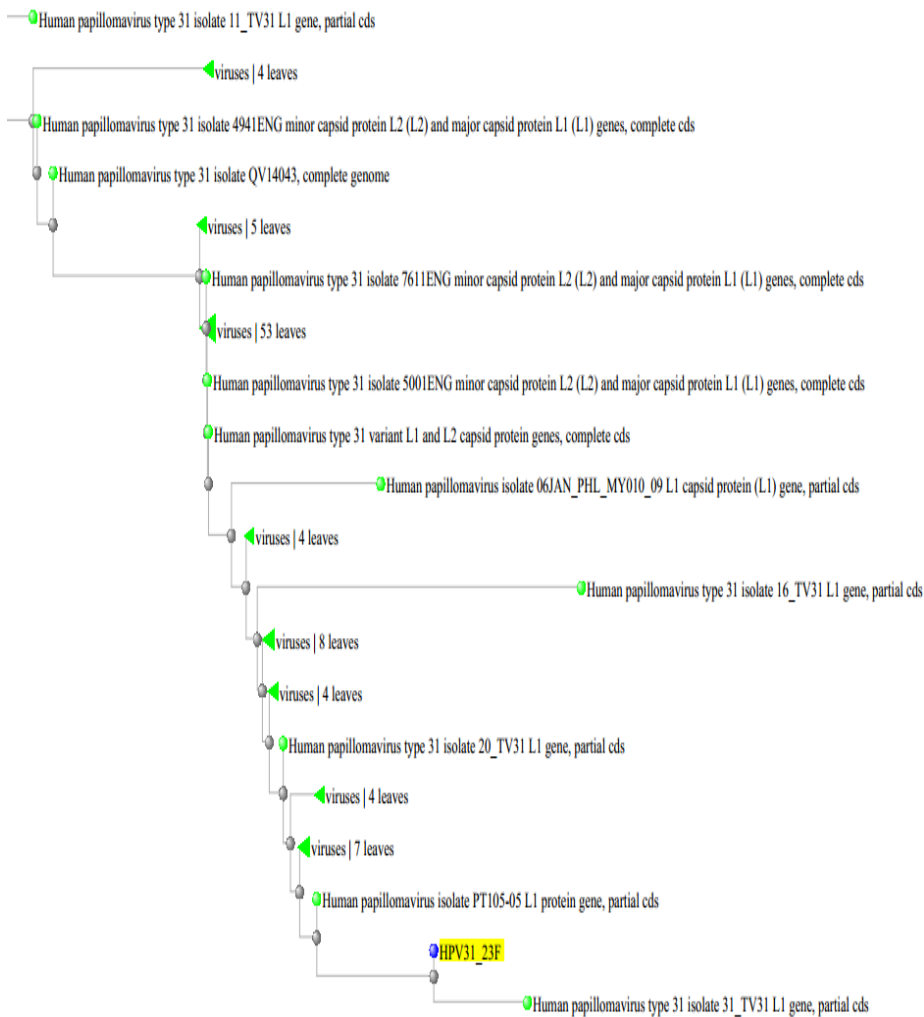 Human papillomavirus type 31 isolate 11_TV31 L1 gene, partial cds
viruses | 4 leaves
Human papillomavirus type 31 isolate 4941ENG minor capsid protein L2 (L2) and major capsid protein L1 (L1) genes, complete cds
Human papillomavirus type 31 isolate QV14043, complete genome
viruses | 5 leaves
Human papillomavirus type 31 isolate 7611ENG minor capsid protein L2 (L2) and major capsid protein L1 (L1) genes, complete cds
viruses | 53 leaves
Human papillomavirus type 31 isolate 5001ENG minor capsid protein L2 (L2) and major capsid protein L1 (L1) genes, complete cds
Human papillomavirus type 31 variant L1 and L2 capsid protein genes, complete cds
Human papillomavirus isolate 06JAN_PHL_MY010_09 L1 capsid protein (L1) gene, partial cds
viruses | 4 leaves
Human papillomavirus type 31 isolate 16_TV31 L1 gene, partial cds
viruses | 8 leaves
viruses | 4 leaves
Human papillomavirus type 31 isolate 20_TV31 L1 gene, partial cds
viruses | 4 leaves
viruses | 7 leaves
Human papillomavirus isolate PT105-05 L1 protein gene, partial cds
HPV31_23F
Human papillomavirus type 31 isolate 31_TV31 L1 gene, partial cds